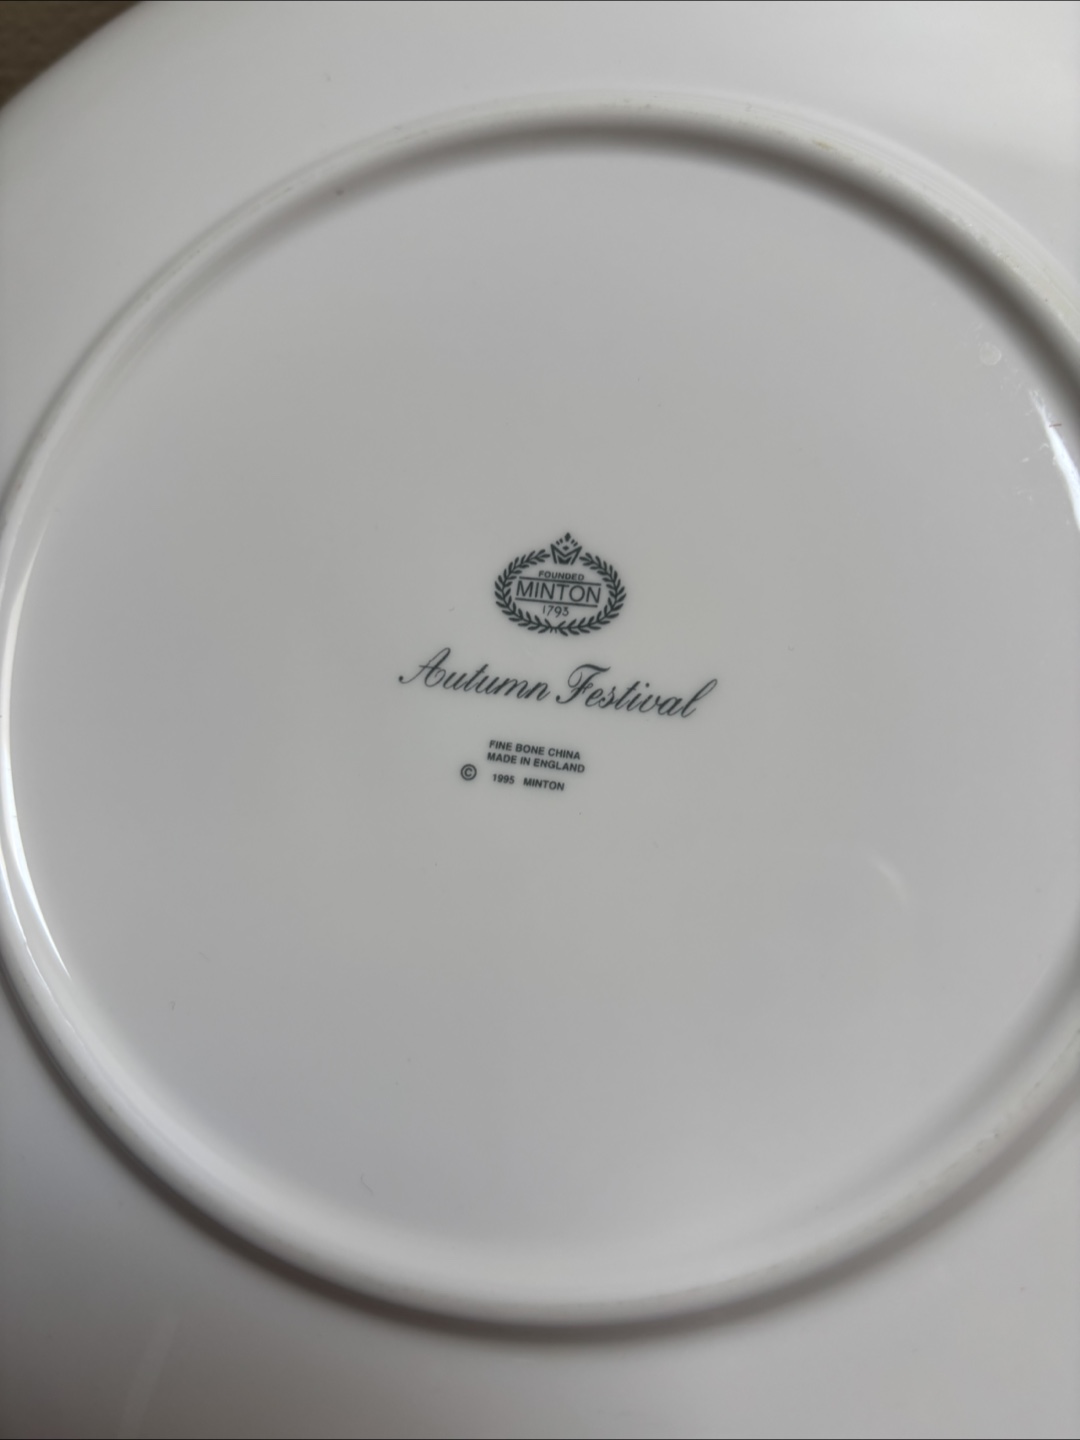 FOUNDED
MINTON
1793
Autumn Festival
FINE BONE CHINA
MADE IN ENGLAND
© 1995 MINTON